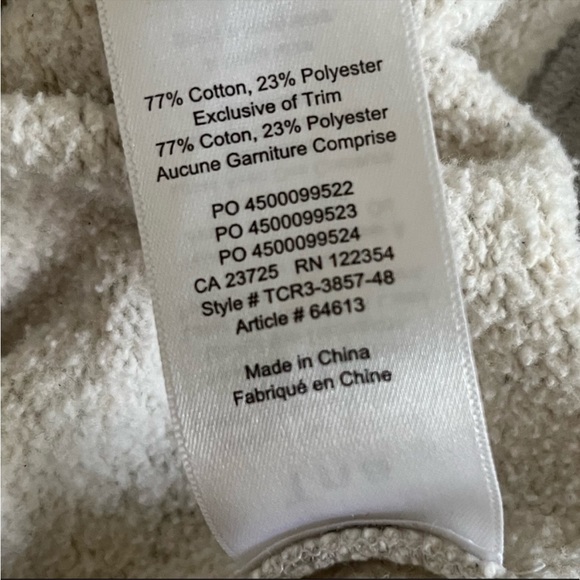 77% Cotton, 23% Polyester
Exclusive of Trim
77% Coton, 23% Polyester
Aucune Garniture Comprise
PO 4500099522
PO 4500099523
PO 4500099524
CA 23725 RN 122354
Style # TCR3-3857-48
Article # 64613
Made in China
Fabriqué en Chine